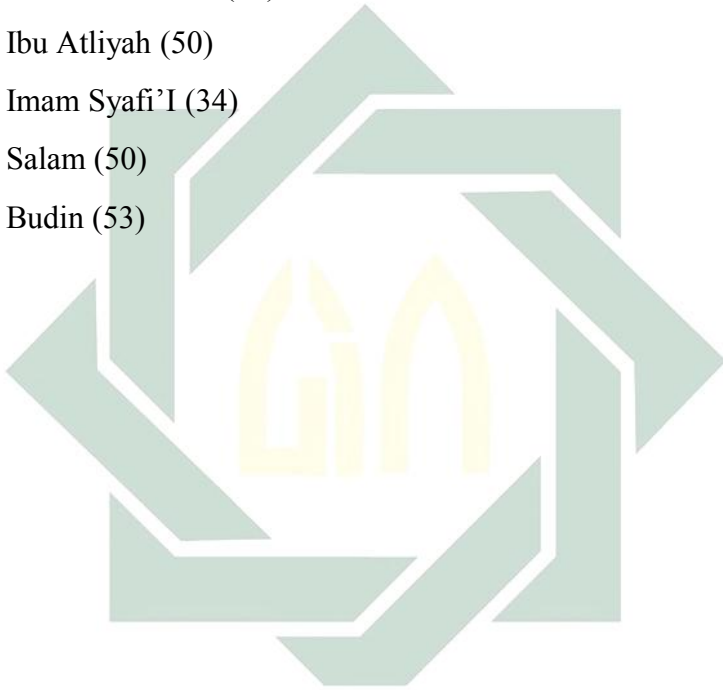 Ibu Atliyah (50)
Imam Syafi’I (34)
Salam (50)
Budin (53)